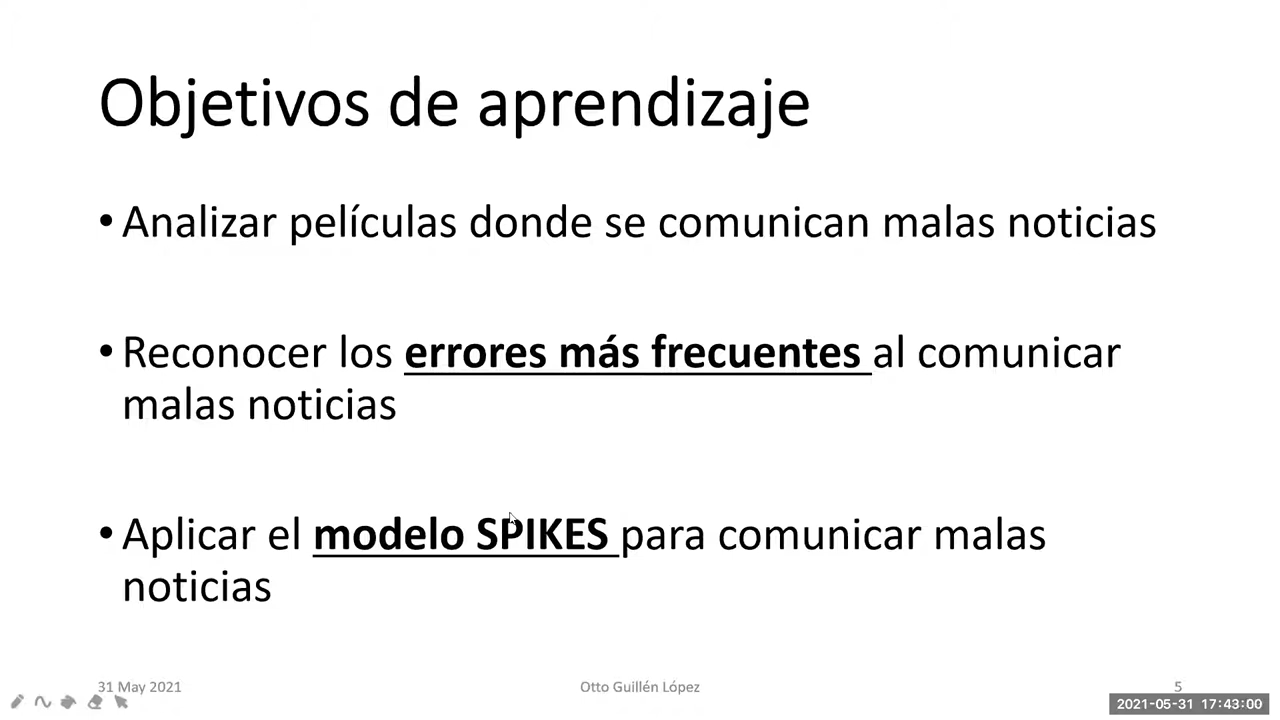 Objetivos de aprendizaje
• Analizar películas donde se comunican malas noticias
• Reconocer los errores más frecuentes al comunicar
malas noticias
• Aplicar el modelo SPIKES para comunicar malas
noticias
31 May 2021
Otto Guillén López
5
2021-05-31 17:43:00